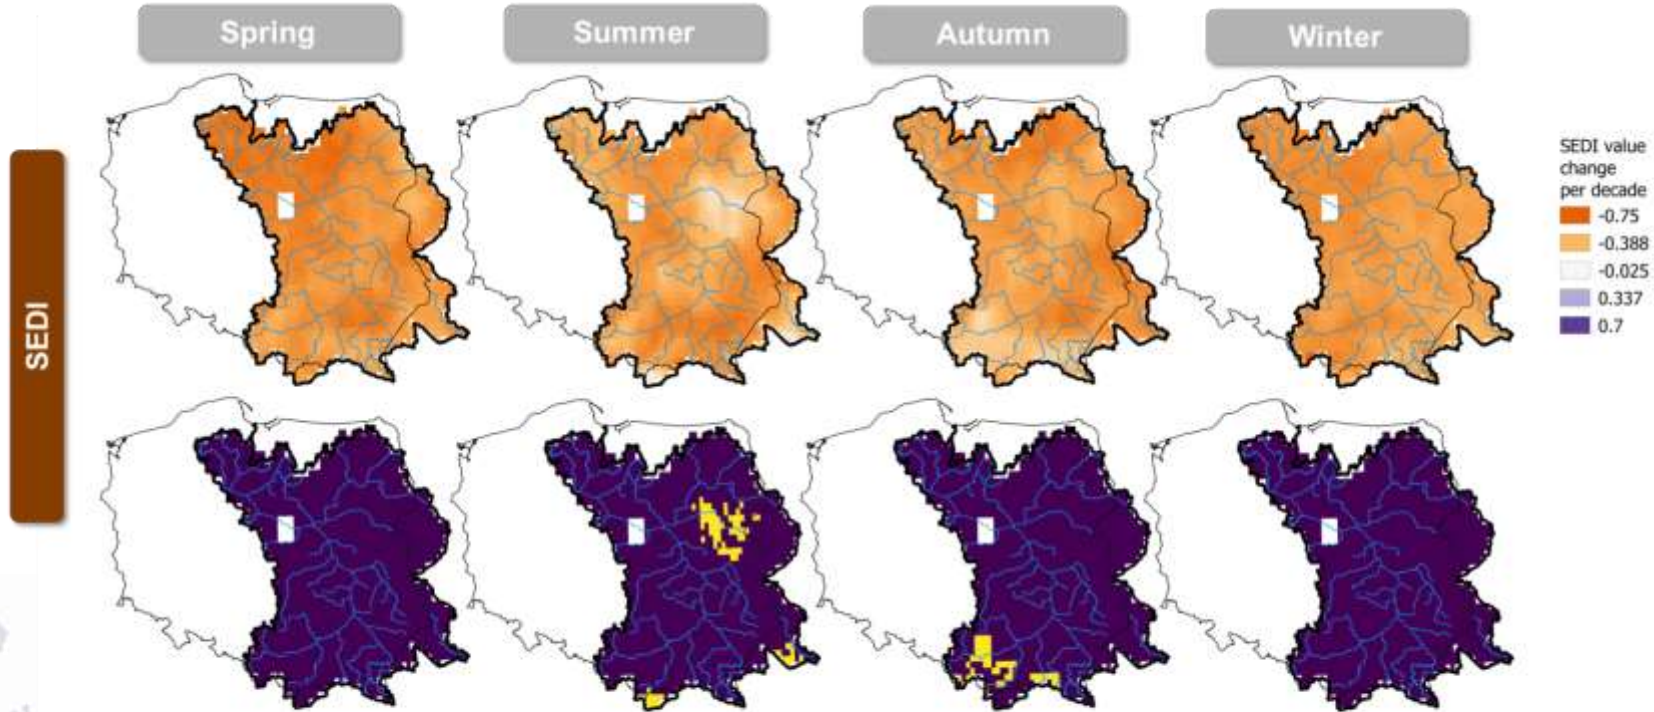 Spring
Summer
Autumn
Winter
SEDI
SEDI value
change
per decade
-0.75
-0.388
-0.025
0.337
0.7